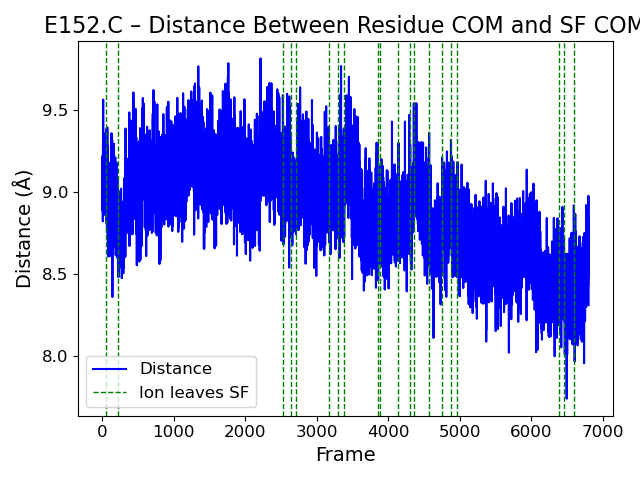 E152.C – Distance Between Residue COM and SF COM
Distance (Å)
9.5
9.0
8.5
8.0
Distance
Ion leaves SF
0 1000 2000 3000 4000 5000 6000 7000
Frame